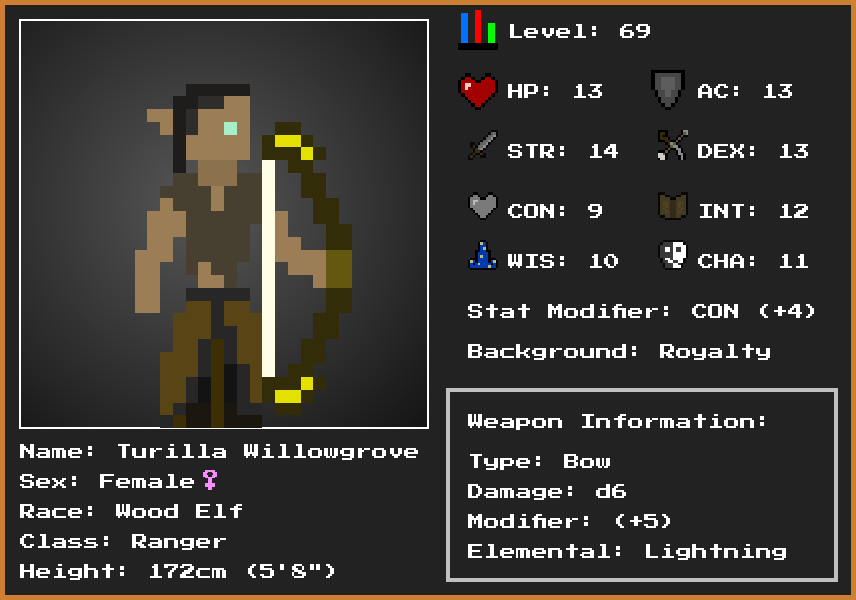 Level: 69
HP: 13 AC: 13
STR: 14 DEX: 13
CON: 9 INT: 12
WIS: 10 CHA: 11
Stat Modifier: CON (+4)
Background: Royalty
Weapon Information:
Type: Bow
Damage: d6
Modifier: (+5)
Elemental: Lightning
Name: Turilla Willowgrove
Sex: Female♀
Race: Wood Elf
Class: Ranger
Height: 172cm (5'8")